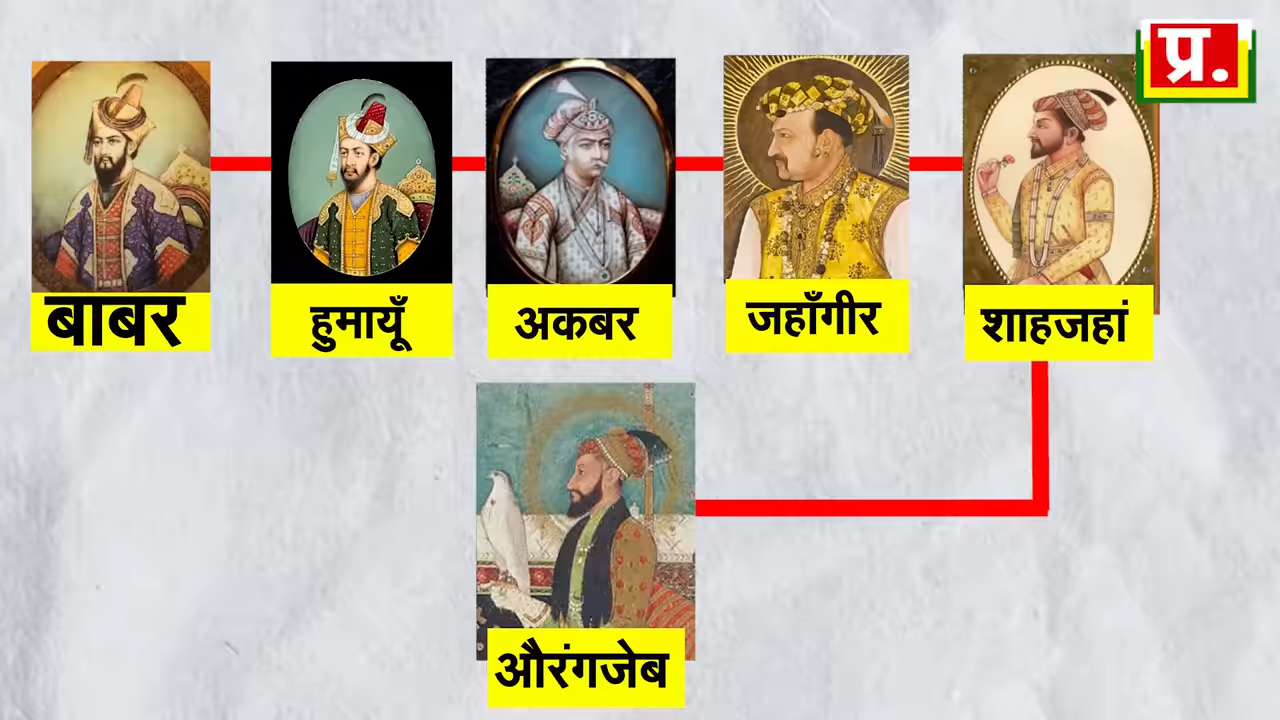 प्र.
बाबर
हुमायूँ
अकबर
जहाँगीर
शाहजहां
औरंगजेब